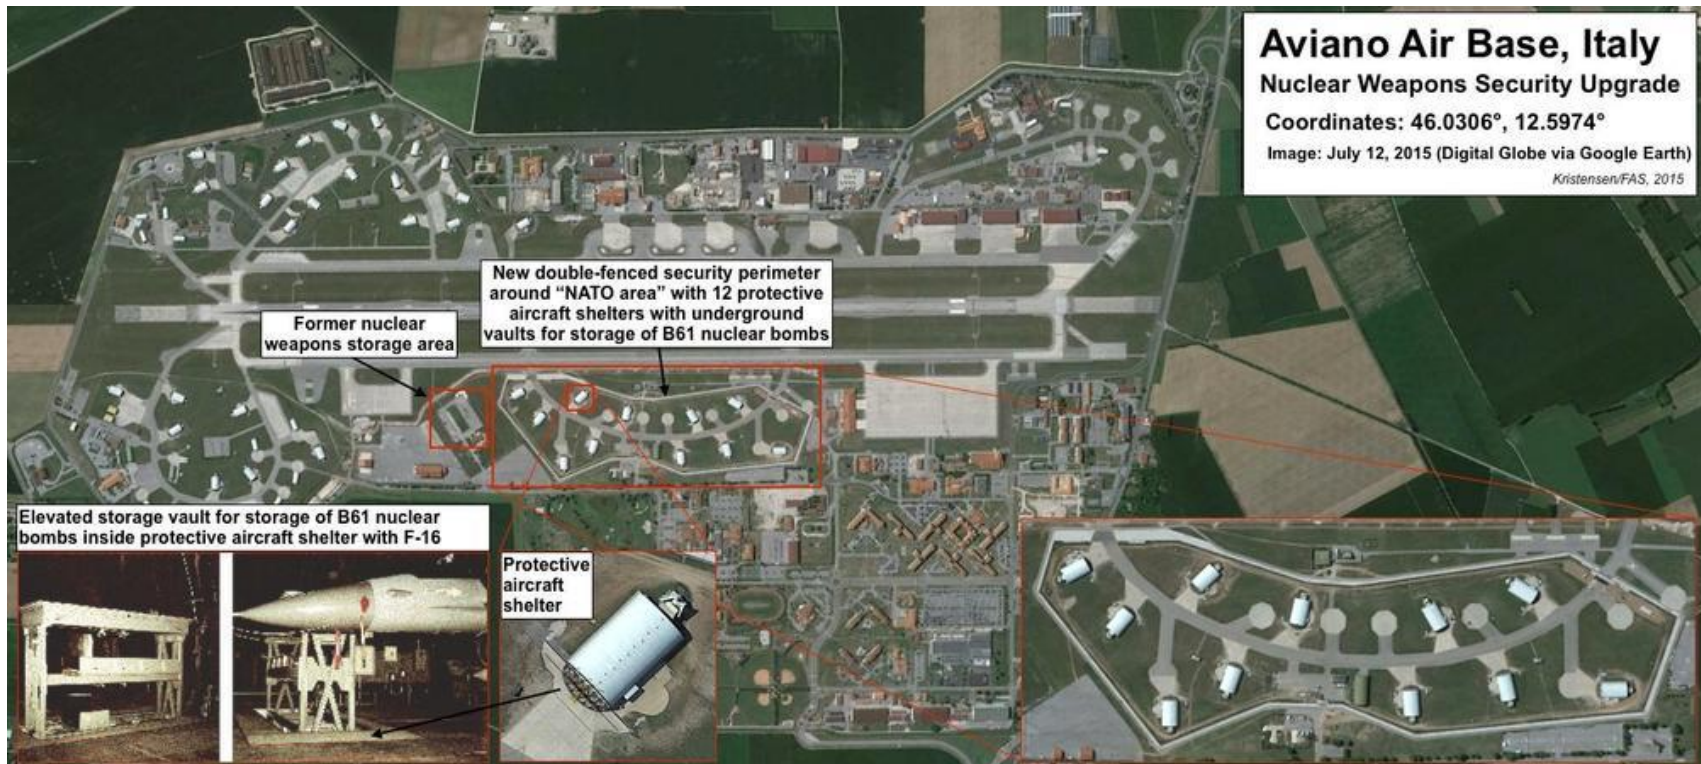 Aviano Air Base, Italy
Nuclear Weapons Security Upgrade
Coordinates: 46.0306°, 12.5974°
Image: July 12, 2015 (Digital Globe via Google Earth)
Kristensen/FAS, 2015
New double-fenced security perimeter
around “NATO area” with 12 protective
aircraft shelters with underground
vaults for storage of B61 nuclear bombs
Former nuclear
weapons storage area
Elevated storage vault for storage of B61 nuclear
bombs inside protective aircraft shelter with F-16
Protective
aircraft
shelter